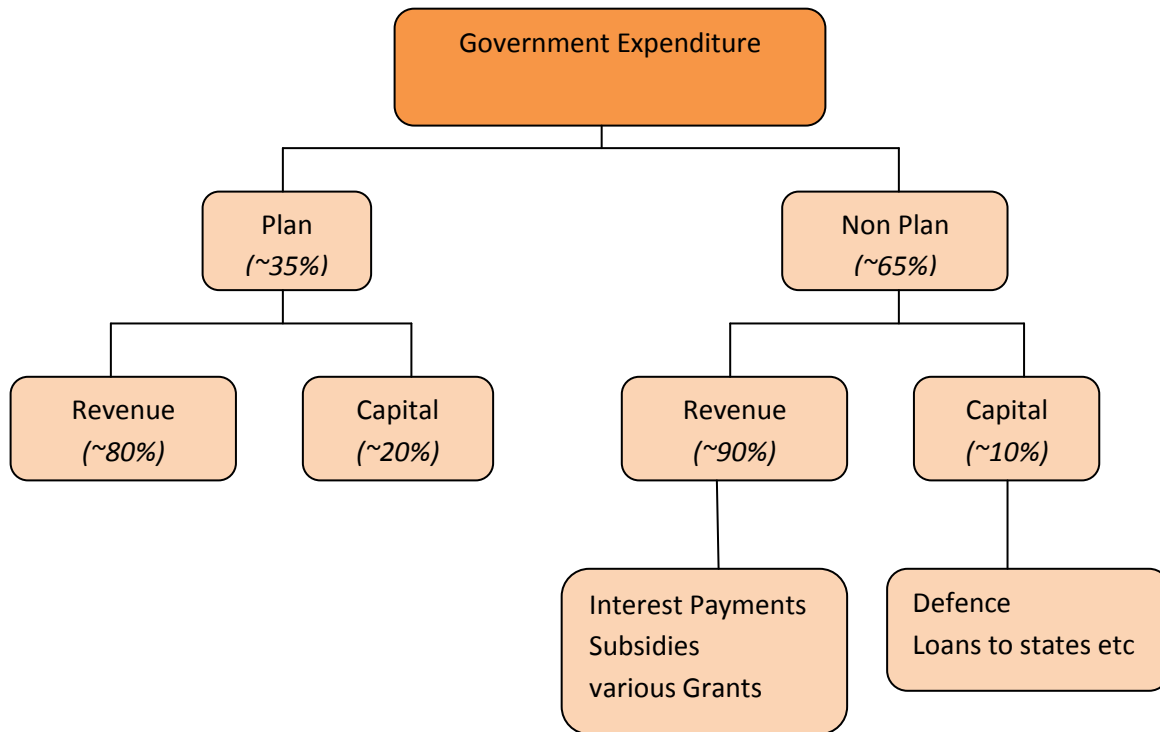 Government Expenditure
Plan
(~35%)
Non Plan
(~65%)
Revenue
(~80%)
Capital
(~20%)
Revenue
(~90%)
Capital
(~10%)
Interest Payments
Subsidies
various Grants
Defence
Loans to states etc